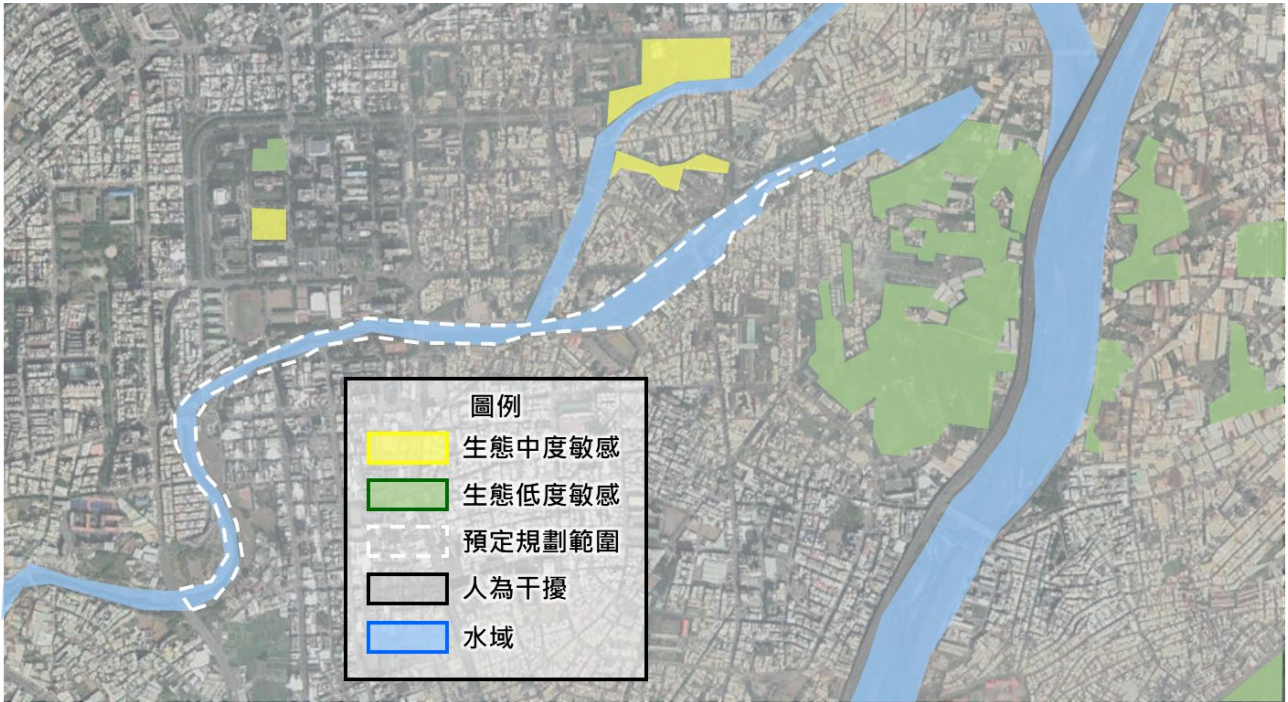 圖例
生態中度敏感
生態低度敏感
預定規劃範圍
人為干擾
水域